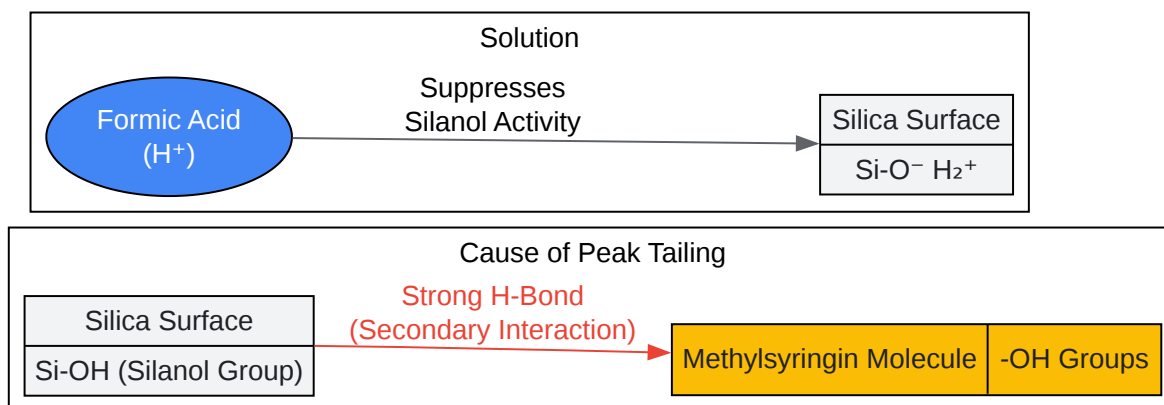 Solution
Formic Acid
(H⁺)
Suppresses
Silanol Activity
Silica Surface
Si-O⁻ H₂⁺
Cause of Peak Tailing
Silica Surface
Si-OH (Silanol Group)
Strong H-Bond
(Secondary Interaction)
Methylsyringin Molecule
-OH Groups